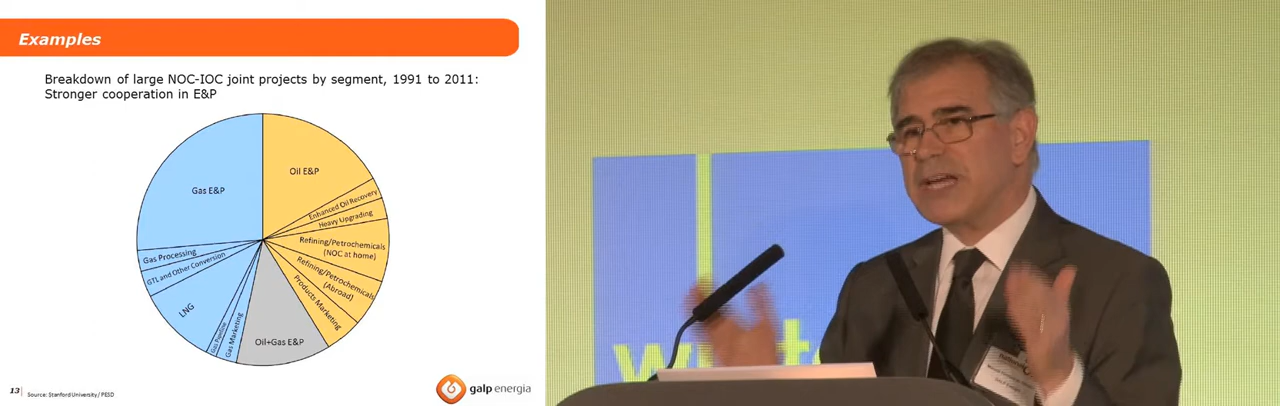 Examples
Breakdown of large NOC-IOC joint projects by segment, 1991 to 2011:
Stronger cooperation in E&P
Gas E&P
Oil E&P
Enhanced Oil Recovery
Heavy Upgrading
Refining/Petrochemicals
(NOC at home)
Refining/Petrochemicals
(Abroad)
Products Marketing
Oil+Gas E&P
Gas Marketing
Gas Pipeline
LNG
GTL and Other Conversion
Gas Processing
13
Source: Stanford University / PESD
galp energia